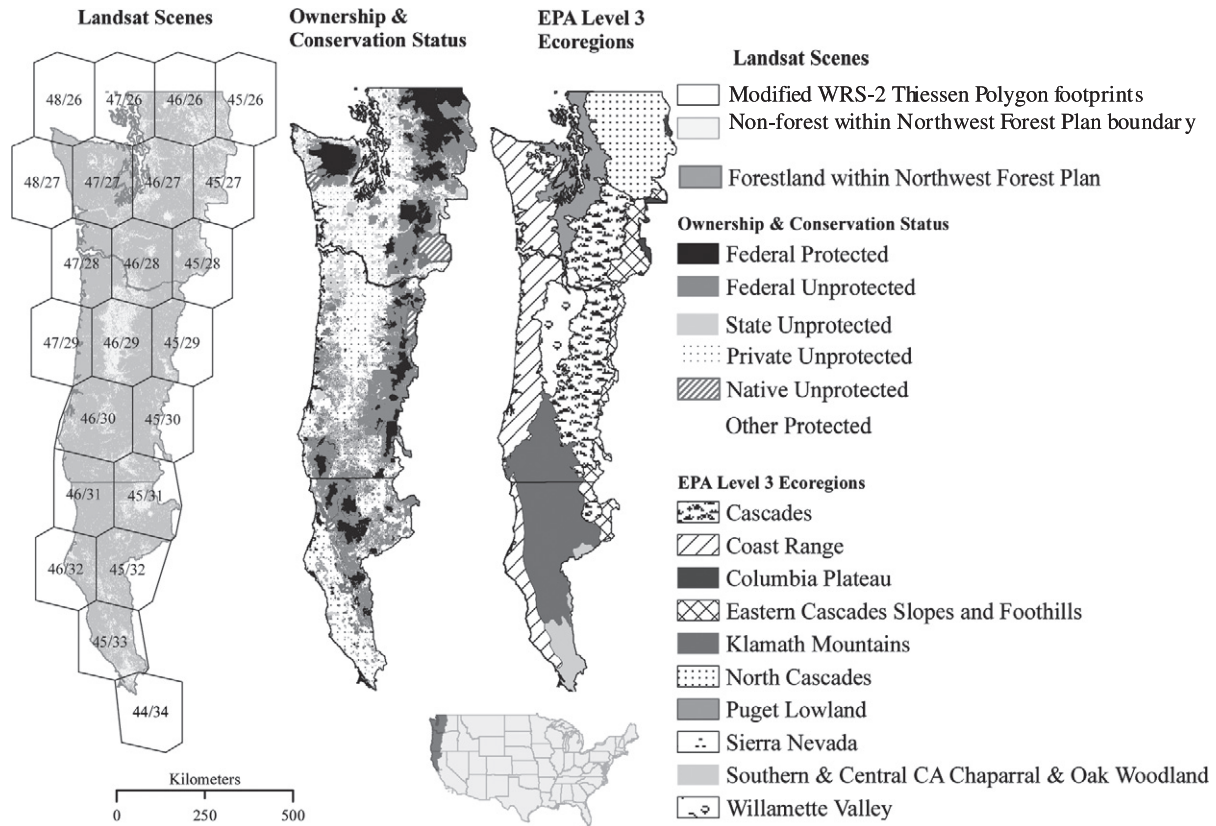 Landsat Scenes
Ownership &
Conservation Status
EPA Level 3
Ecoregions
48/26
47/26
46/26
45/26
48/27
47/27
46/27
45/27
47/28
46/28
45/28
47/29
46/29
45/29
46/30
45/30
46/31
45/31
46/32
45/32
45/33
44/34
Kilometers
0 250 500
Landsat Scenes
Modified WRS-2 Thiessen Polygon footprints
Non-forest within Northwest Forest Plan boundary
Forestland within Northwest Forest Plan
Ownership & Conservation Status
Federal Protected
Federal Unprotected
State Unprotected
Private Unprotected
Native Unprotected
Other Protected
EPA Level 3 Ecoregions
Cascades
Coast Range
Columbia Plateau
Eastern Cascades Slopes and Foothills
Klamath Mountains
North Cascades
Puget Lowland
Sierra Nevada
Southern & Central CA Chaparral & Oak Woodland
Willamette Valley